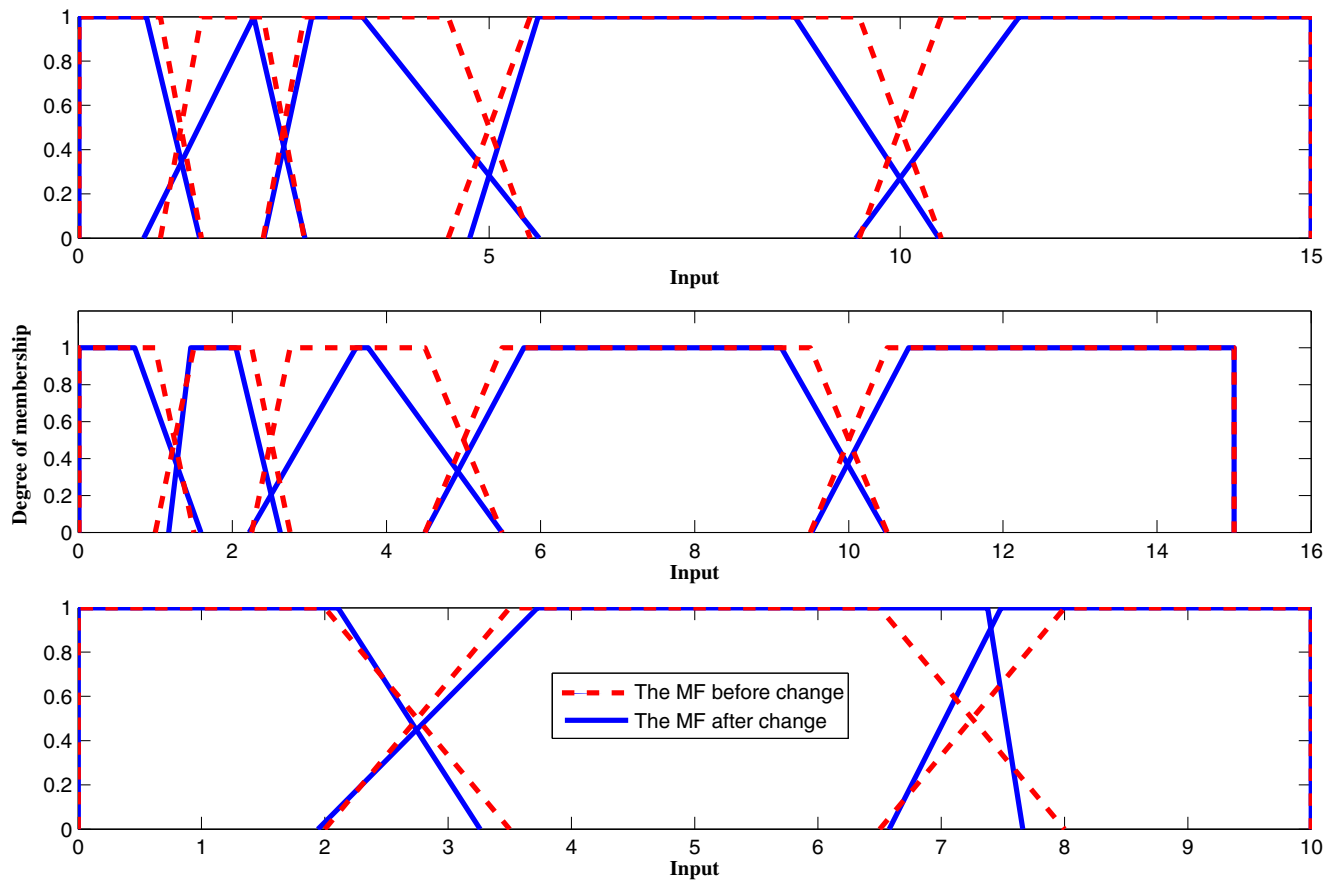 1
0.8
0.6
0.4
0.2
0
0 5 10 15
Input
Degree of membership
1
0.8
0.6
0.4
0.2
0
0 2 4 6 8 10 12 14 16
Input
1
0.8
0.6
0.4
0.2
0
The MF before change
The MF after change
0 1 2 3 4 5 6 7 8 9 10
Input